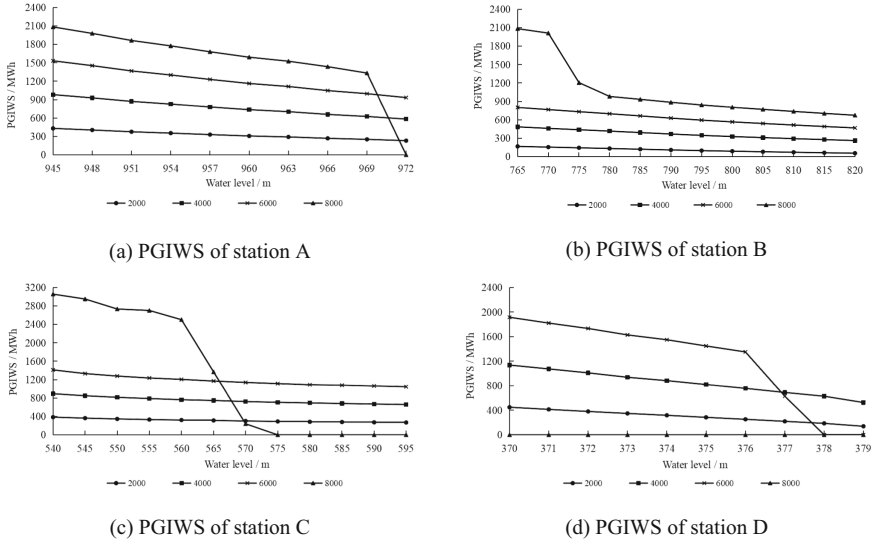 2400
2100
1800
1500
1200
900
600
300
0
PGIWS / MWh
945 948 951 954 957 960 963 966 969 972
Water level / m
2000 4000 6000 8000
(a) PGIWS of station A
2400
2100
1800
1500
1200
900
600
300
0
PGIWS / MWh
765 770 775 780 785 790 795 800 805 810 815 820
Water level / m
2000 4000 6000 8000
(b) PGIWS of station B
3200
2800
2400
2000
1600
1200
800
400
0
PGIWS / MWh
540 545 550 555 560 565 570 575 580 585 590 595
Water level / m
2000 4000 6000 8000
(c) PGIWS of station C
2400
2000
1600
1200
800
400
0
PGIWS / MWh
370 371 372 373 374 375 376 377 378 379
Water level / m
2000 4000 6000 8000
(d) PGIWS of station D